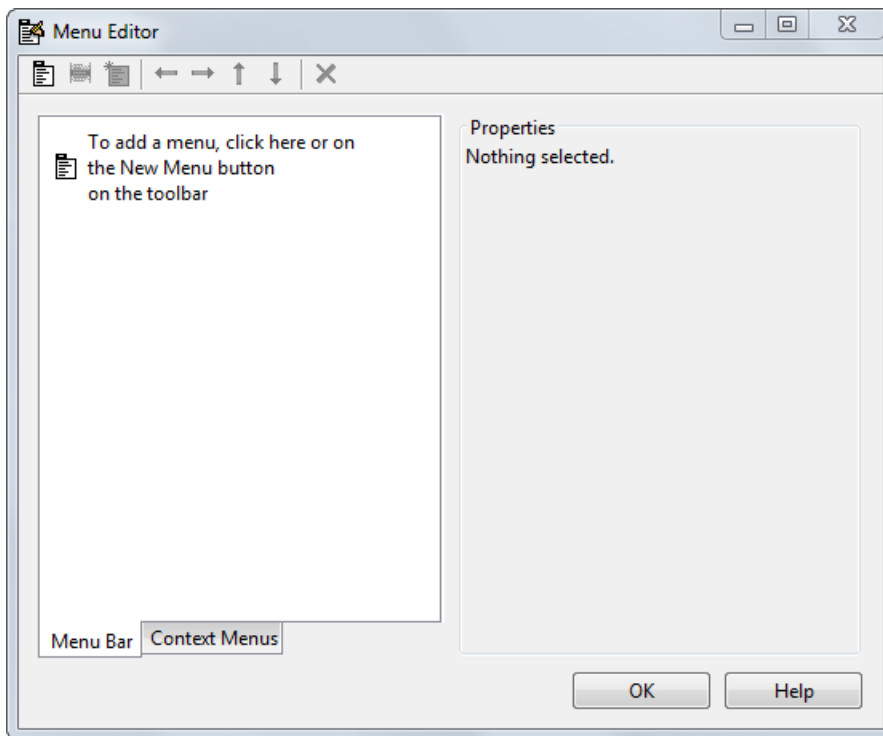 Menu Editor
To add a menu, click here or on
the New Menu button
on the toolbar
Properties
Nothing selected.
Menu Bar
Context Menus
OK
Help